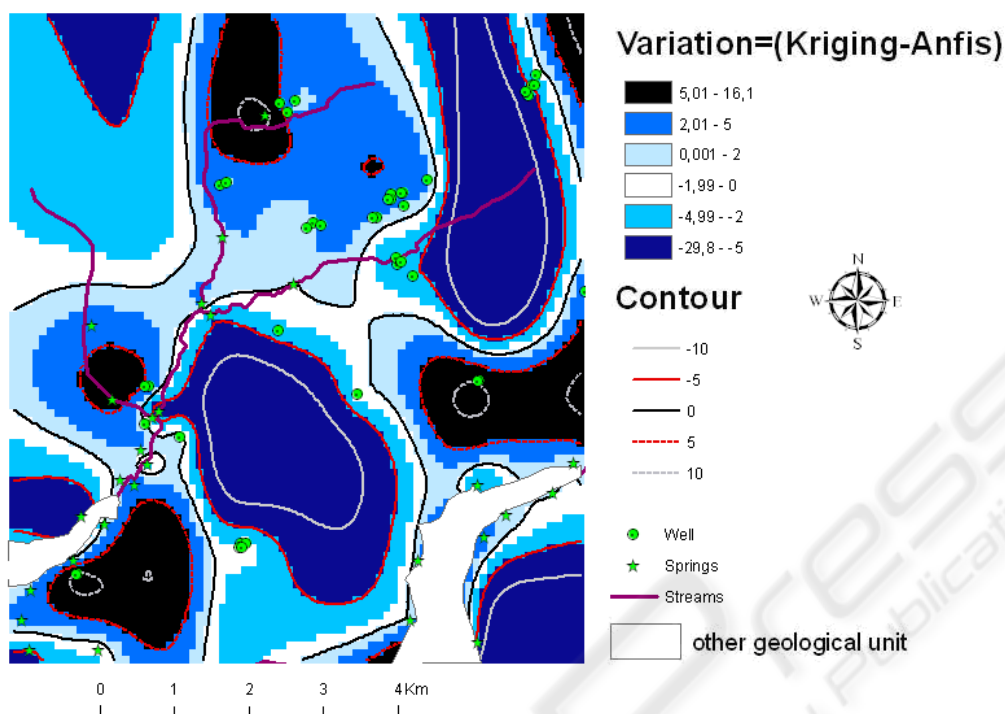 Variation=(Kriging-Anfis)
5,01 - 16,1
2,01 - 5
0,001 - 2
-1,99 - 0
-4,99 - -2
-29,8 - -5
N
W E
S
Contour
-10
-5
0
5
10
Well
Springs
Streams
other geological unit
0 1 2 3 4Km